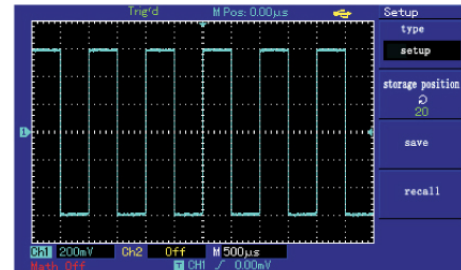 Trig'd M Pos: 0.00μs Setup
type
setup
storage position
20
save
recall
1
Ch1 200mV Ch2 Off M 500μs
Math Off T CH1 / 0.00mV